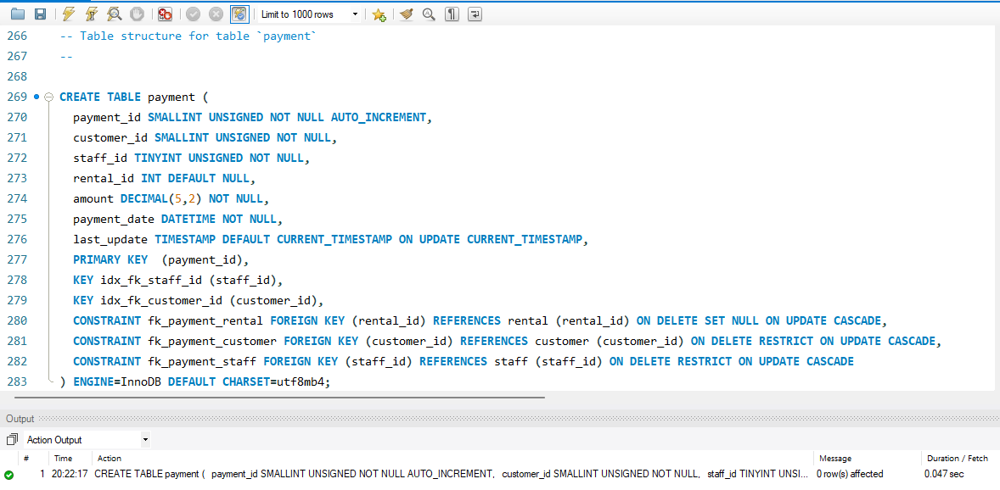 Limit to 1000 rows
266 -- Table structure for table `payment`
267 --
268
269 CREATE TABLE payment (
270 payment_id SMALLINT UNSIGNED NOT NULL AUTO_INCREMENT,
271 customer_id SMALLINT UNSIGNED NOT NULL,
272 staff_id TINYINT UNSIGNED NOT NULL,
273 rental_id INT DEFAULT NULL,
274 amount DECIMAL(5,2) NOT NULL,
275 payment_date DATETIME NOT NULL,
276 last_update TIMESTAMP DEFAULT CURRENT_TIMESTAMP ON UPDATE CURRENT_TIMESTAMP,
277 PRIMARY KEY  (payment_id),
278 KEY idx_fk_staff_id (staff_id),
279 KEY idx_fk_customer_id (customer_id),
280 CONSTRAINT fk_payment_rental FOREIGN KEY (rental_id) REFERENCES rental (rental_id) ON DELETE SET NULL ON UPDATE CASCADE,
281 CONSTRAINT fk_payment_customer FOREIGN KEY (customer_id) REFERENCES customer (customer_id) ON DELETE RESTRICT ON UPDATE CASCADE,
282 CONSTRAINT fk_payment_staff FOREIGN KEY (staff_id) REFERENCES staff (staff_id) ON DELETE RESTRICT ON UPDATE CASCADE
283 ) ENGINE=InnoDB DEFAULT CHARSET=utf8mb4;
Output
Action Output
# Time Action Message Duration / Fetch
1 20:22:17 CREATE TABLE payment ( payment_id SMALLINT UNSIGNED NOT NULL AUTO_INCREMENT, customer_id SMALLINT UNSIGNED NOT NULL, staff_id TINYINT UNSI... 0 row(s) affected 0.047 sec